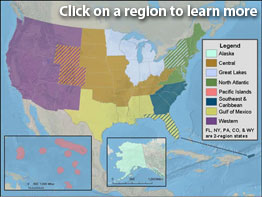 Click on a region to learn more
Legend
Alaska
Central
Great Lakes
North Atlantic
Pacific Islands
Southeast &
Caribbean
Gulf of Mexico
Western
FL, NY, PA, CO, & WY
are 2-region states